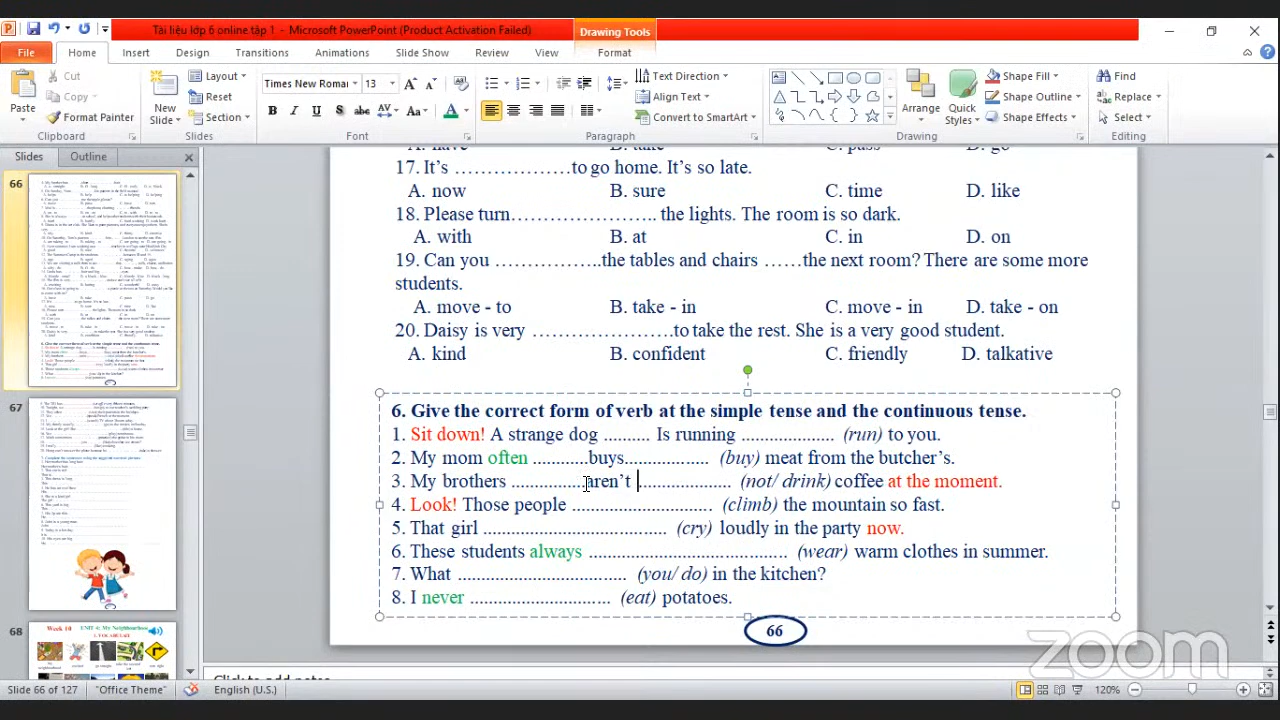 Tài liệu lớp 6 online.tập 1 - Microsoft PowerPoint (Product Activation Failed)
Drawing Tools
File Home Insert Design Transitions Animations Slide Show Review View Format
Paste
Cut
Copy
Format Painter
Clipboard
New Slide
Layout
Reset
Section
Slides
Times New Roman 13
Font
Paragraph
Text Direction
Align Text
Convert to SmartArt
Arrange
Quick Styles
Shape Fill
Shape Outline
Shape Effects
Drawing
Find
Replace
Select
Editing
Slides Outline
66
67
68
Week 10 UNIT 4: My Neighbourhood
17. It’s ………………to go home. It’s so late.
A. now B. sure C. time D. like
18. Please turn ………………… the lights. The room is so dark.
A. with B. at C. in D. on
19. Can you ………………the tables and chairs ……the next room? There are some more
students.
A. move - to B. take - in C. move - in D. take - on
20. Daisy is very…………………..to take the test. She is a very good student.
A. kind B. confident C. friendly D. talkative
6. Give the correct form of verb at the simple tense and the continuous tense.
1. Sit down! A strange dog ........ Is running ...................... (run) to you.
2. My mom often ............buys.................. (buy) meat from the butcher’s.
3. My brothers ................aren’t .................... (not/ drink) coffee at the moment.
4. Look! Those people .............................. (climb) the mountain so fast.
5. That girl ........................................ (cry) loudly in the party now.
6. These students always ........................................... (wear) warm clothes in summer.
7. What .................................... (you/ do) in the kitchen?
8. I never .............................. (eat) potatoes.
66
zoom
Slide 66 of 127 "Office Theme" English (U.S.) 120%